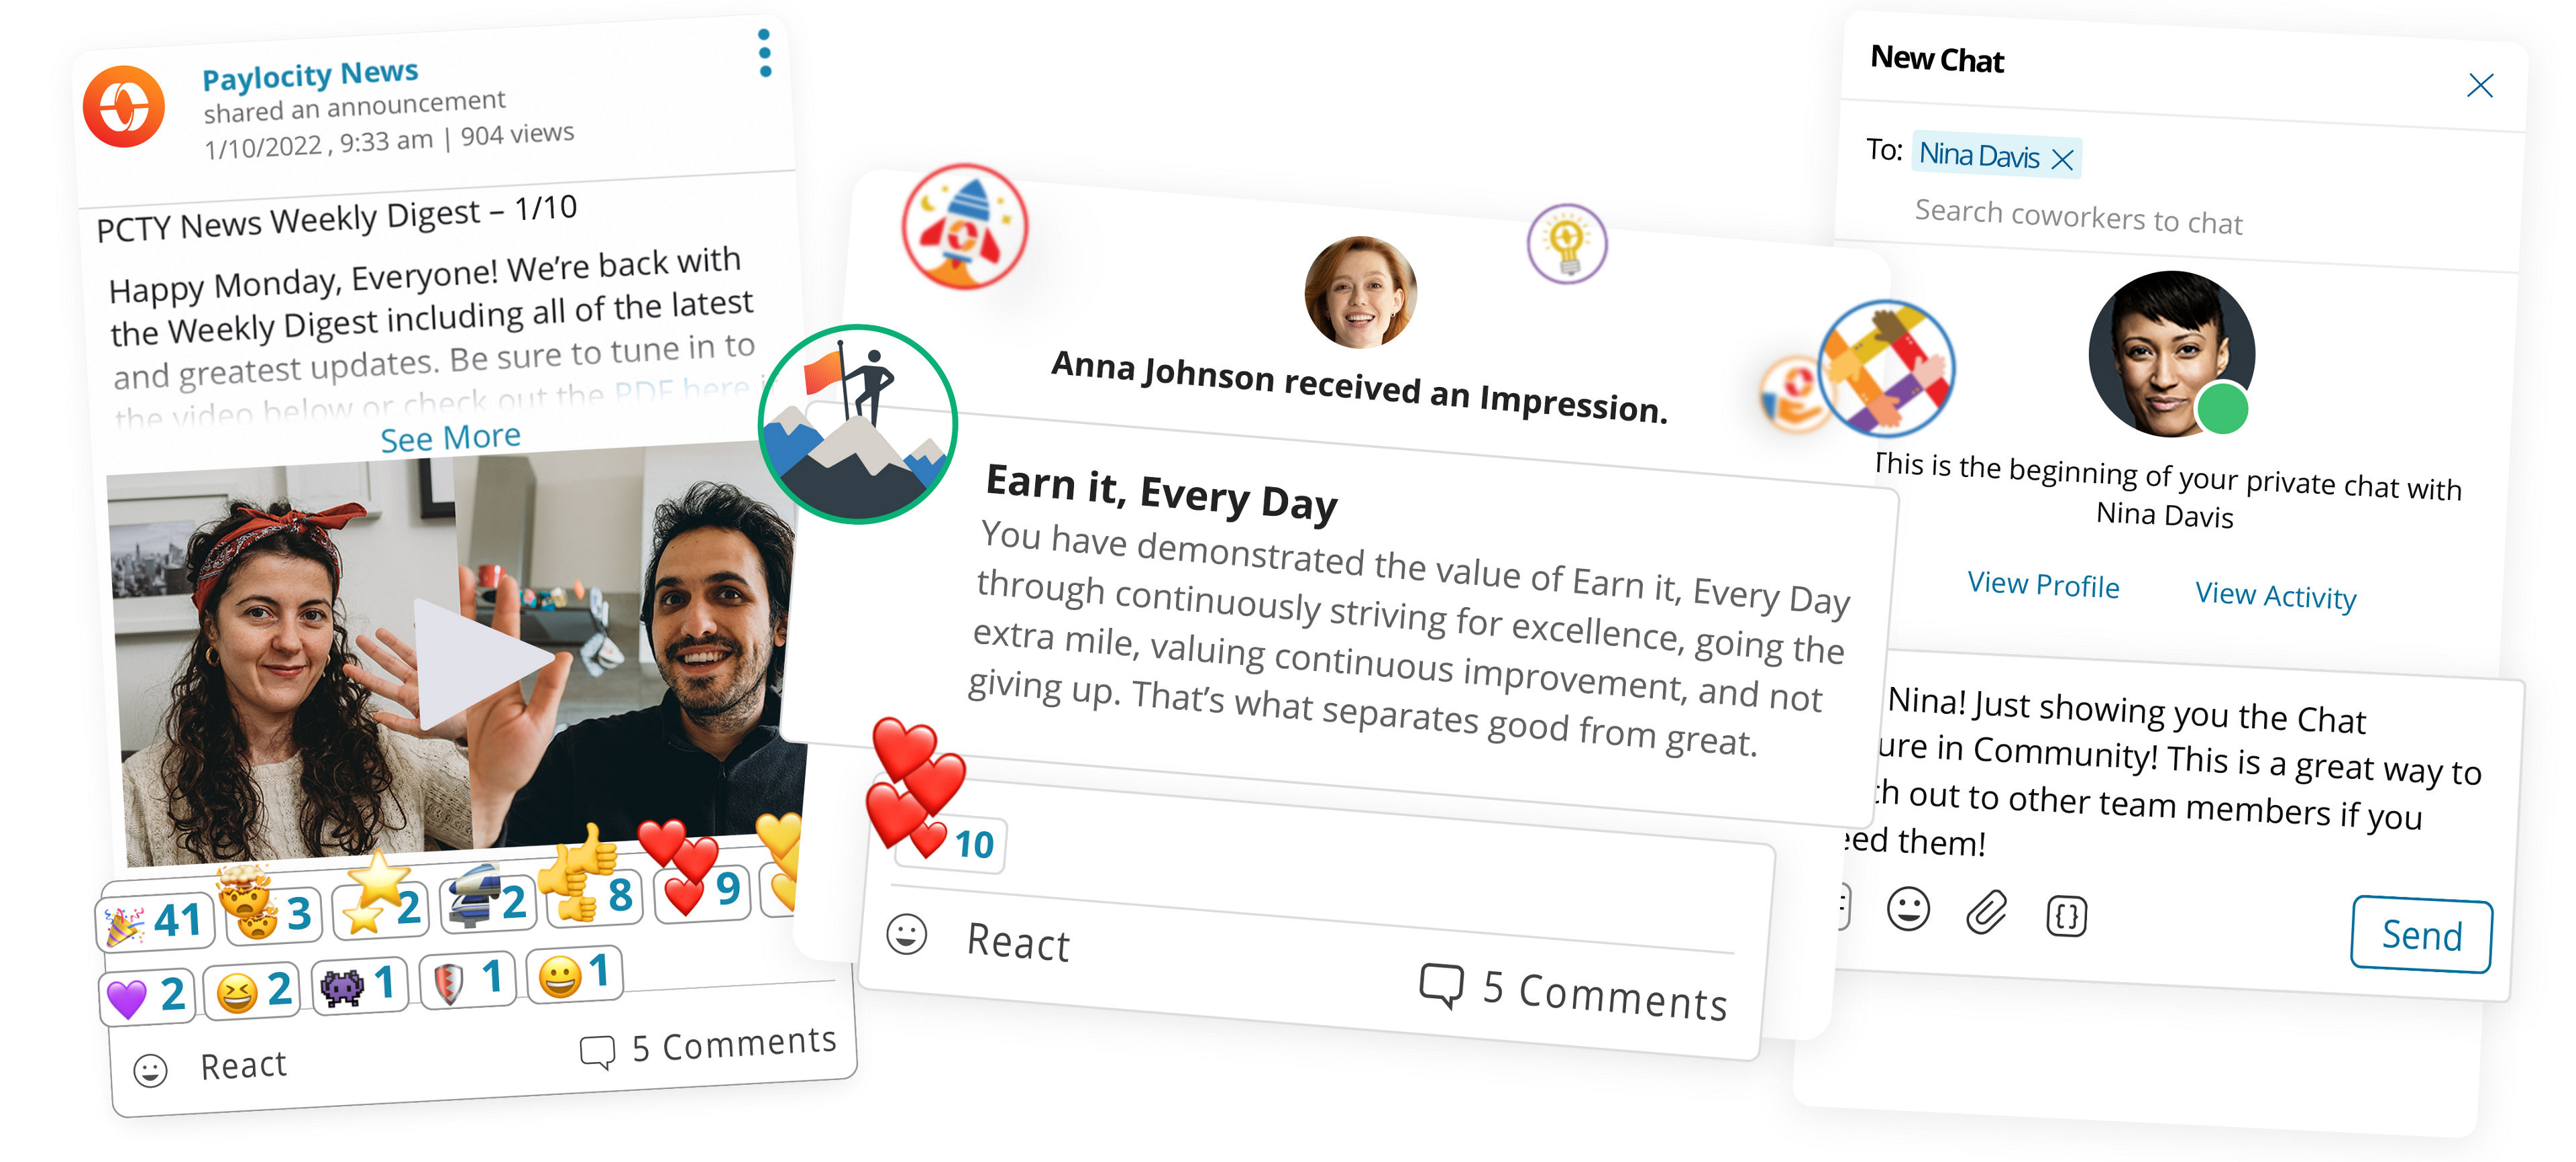 Paylocity News
shared an announcement
1/10/2022 , 9:33 am | 904 views
PCTY News Weekly Digest – 1/10
Happy Monday, Everyone! We’re back with
the Weekly Digest including all of the latest
and greatest updates. Be sure to tune in to
the video below or check out the PDF here
See More
41
3
2
2
8
9
2
2
1
1
1
React
5 Comments
Anna Johnson received an Impression.
Earn it, Every Day
You have demonstrated the value of Earn it, Every Day
through continuously striving for excellence, going the
extra mile, valuing continuous improvement, and not
giving up. That’s what separates good from great.
10
React
5 Comments
New Chat
To: Nina Davis
Search coworkers to chat
This is the beginning of your private chat with
Nina Davis
View Profile
View Activity
Nina! Just showing you the Chat
in Community! This is a great way to
out to other team members if you
them!
{}
Send